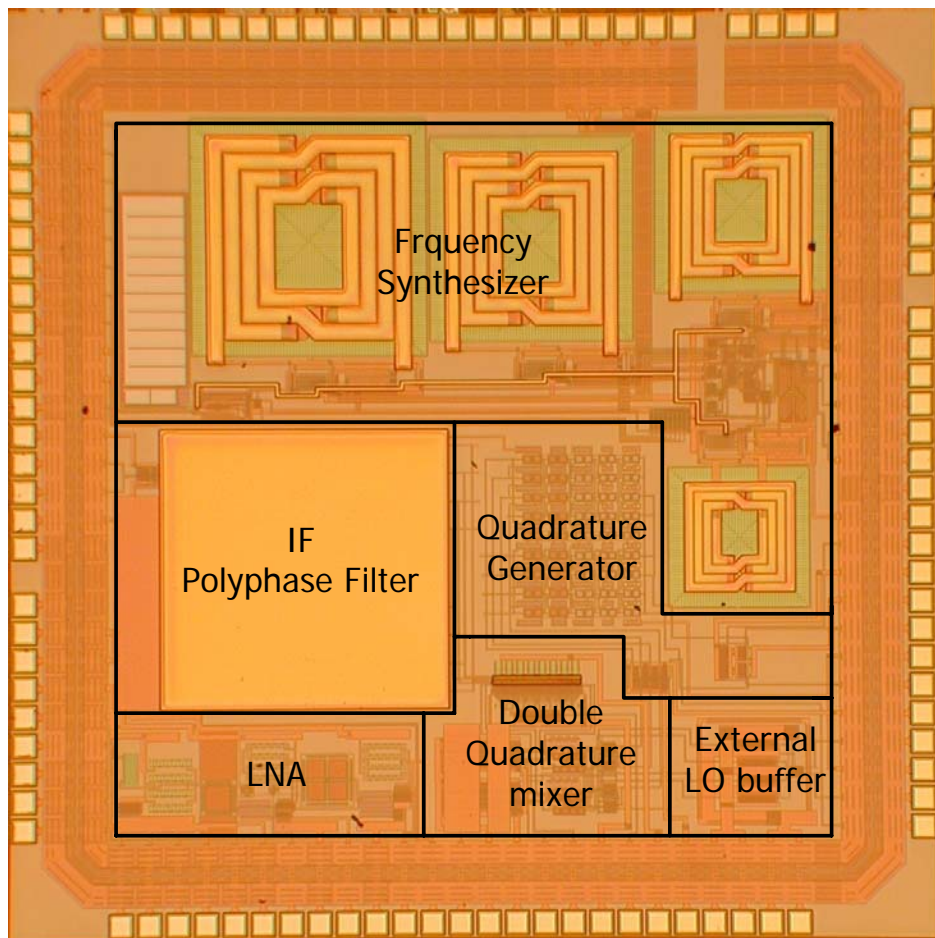 Frquency
Synthesizer
IF
Polyphase Filter
Quadrature
Generator
Double
Quadrature
mixer
LNA
External
LO buffer